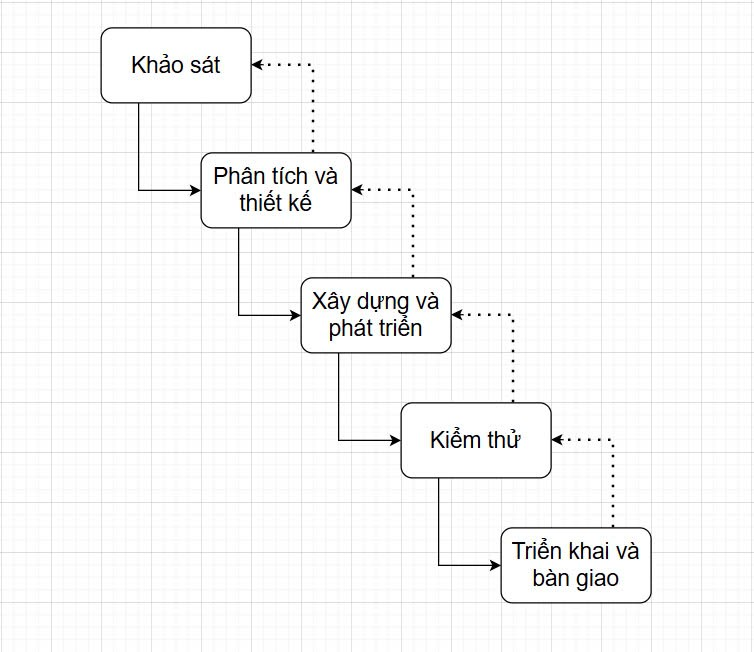 Khảo sát
Phân tích và
thiết kế
Xây dựng và
phát triển
Kiểm thử
Triển khai và
bàn giao